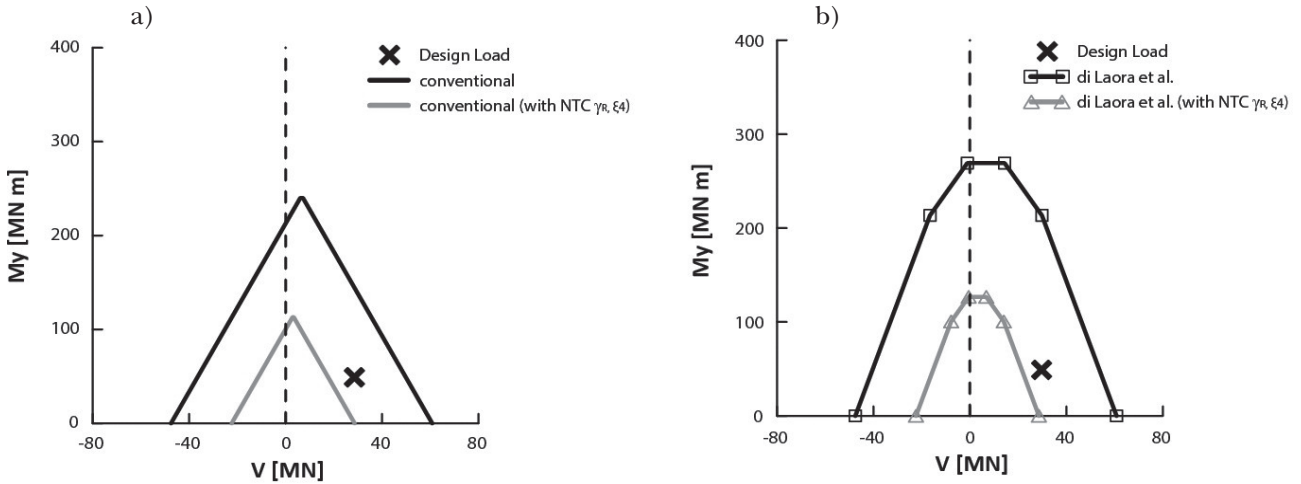 a)
400
300
200
100
0
My [MN m]
-80
-40
0
40
80
V [MN]
Design Load
conventional
conventional (with NTC γR, ξ4)
b)
400
300
200
100
0
My [MN m]
-80
-40
0
40
80
V [MN]
Design Load
di Laora et al.
di Laora et al. (with NTC γR, ξ4)